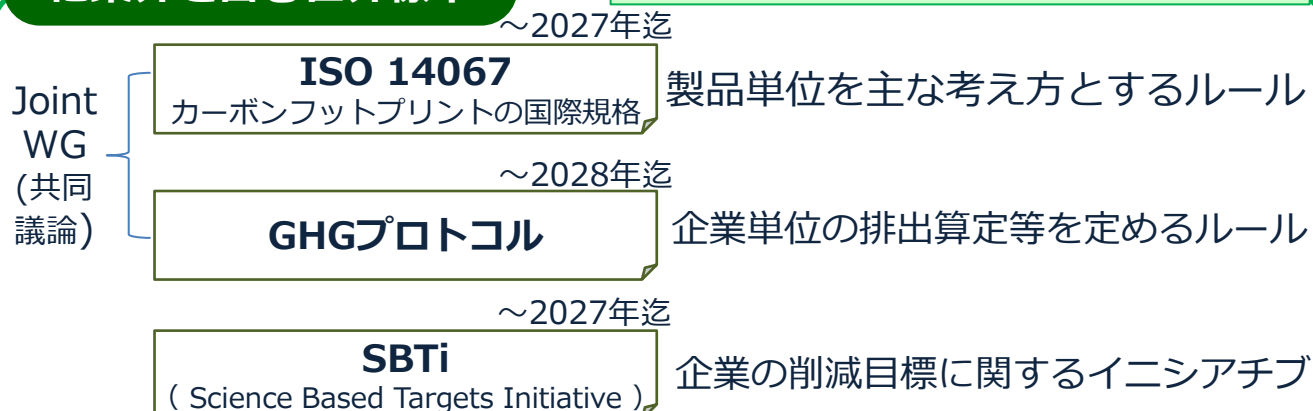 ～2027年迄
ISO 14067
カーボンフットプリントの国際規格
製品単位を主な考え方とするルール
Joint
WG
(共同
議論)
～2028年迄
GHGプロトコル
企業単位の排出算定等を定めるルール
～2027年迄
SBTi
( Science Based Targets Initiative )
企業の削減目標に関するイニシアチブ